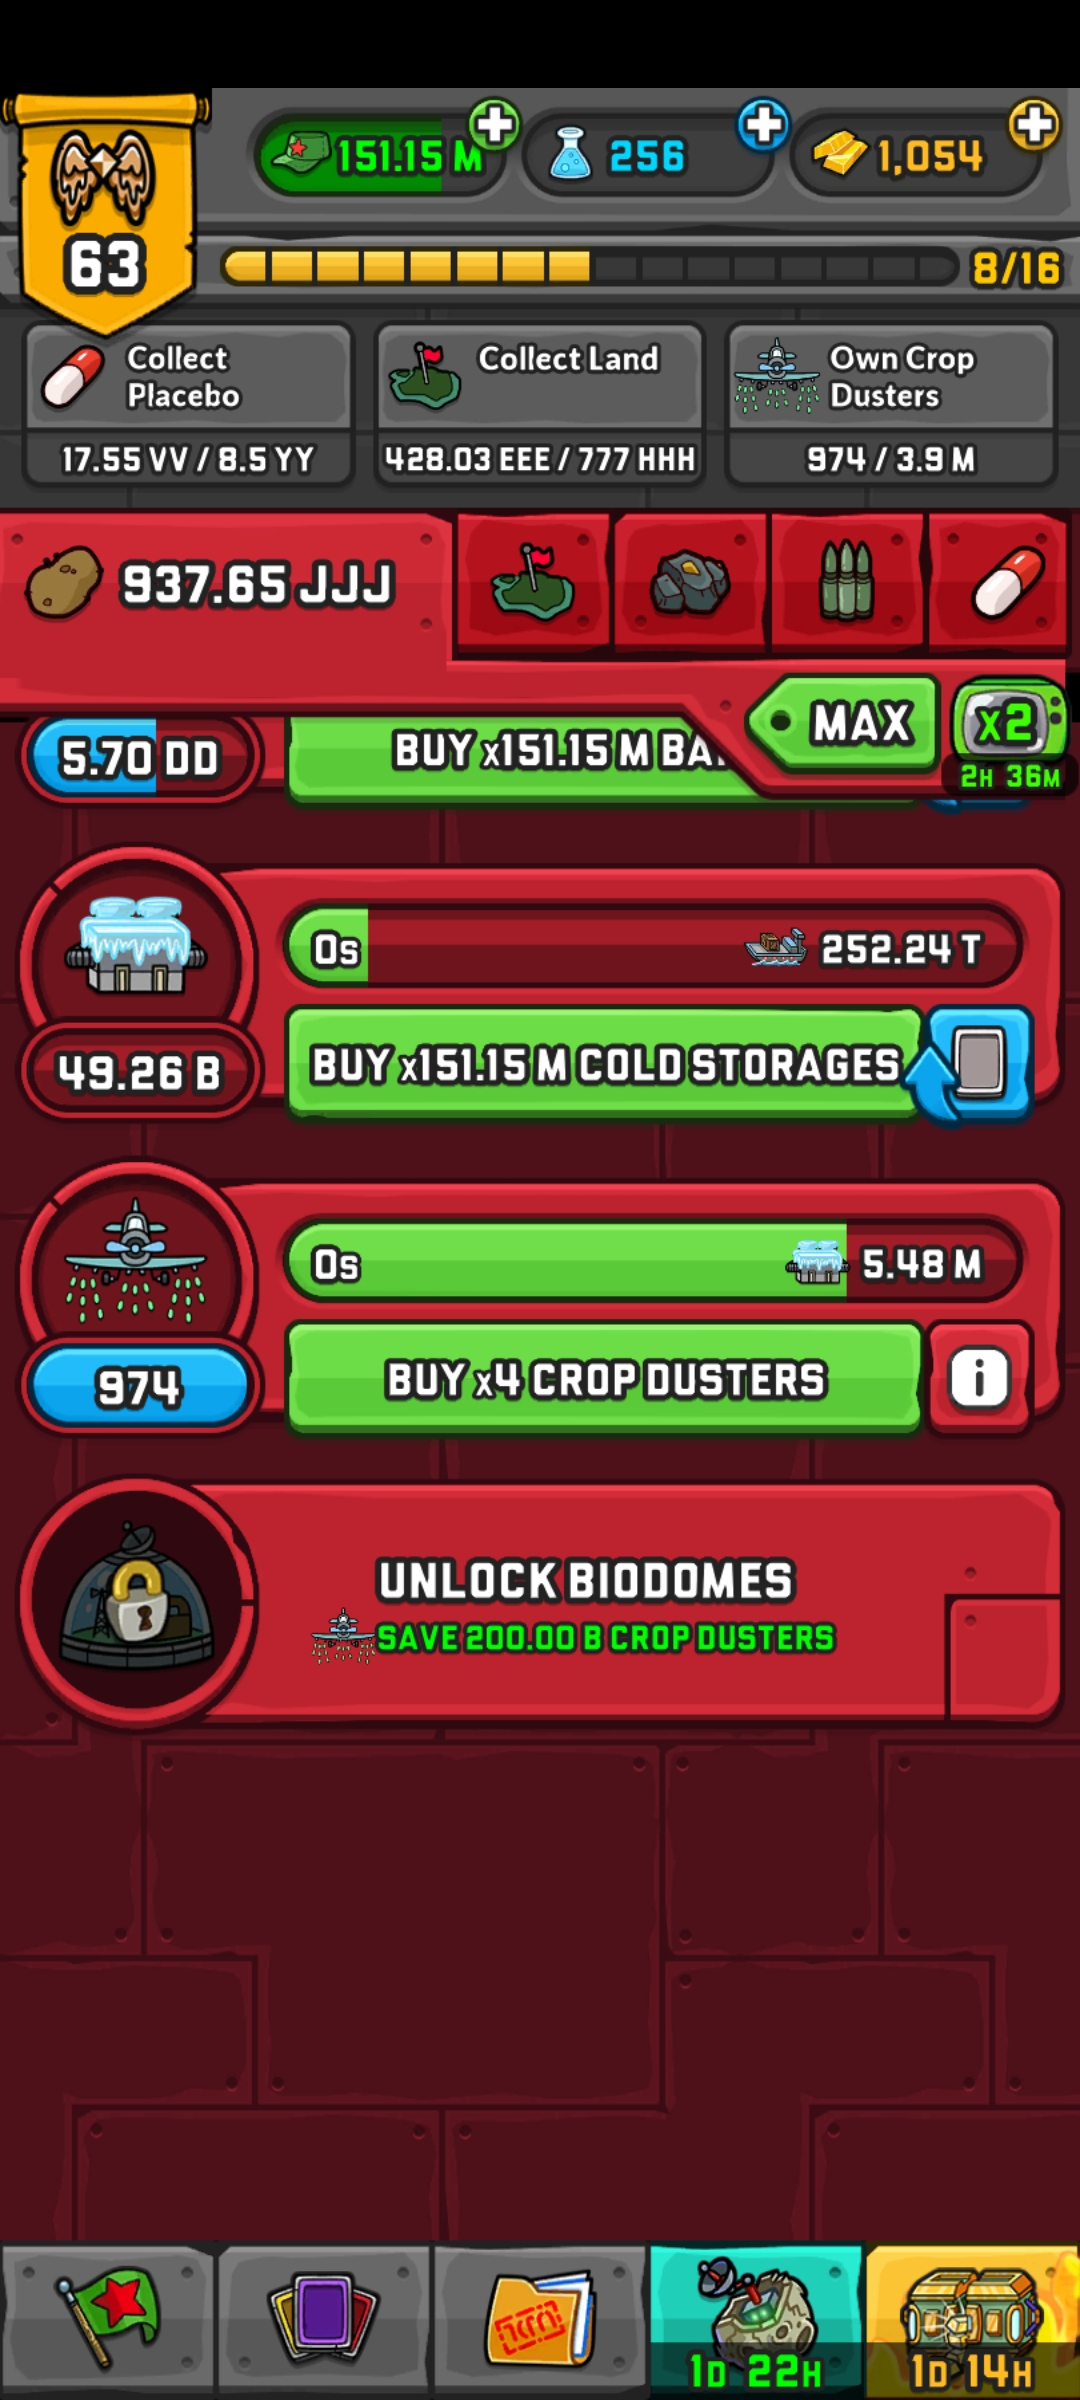 151.15 M
256
1,054
63
8/16
Collect
Placebo
17.55 VV / 8.5 YY
Collect Land
428.03 EEE / 777 HHH
Own Crop
Dusters
974 / 3.9 M
937.65 JJJ
MAX
x2
2H 36M
5.70 DD
BUY x151.15 M BA
0s
252.24 T
49.26 B
BUY x151.15 M COLD STORAGES
0s
5.48 M
974
BUY x4 CROP DUSTERS
i
UNLOCK BIODOMES
SAVE 200.00 B CROP DUSTERS
1D 22H
1D 14H